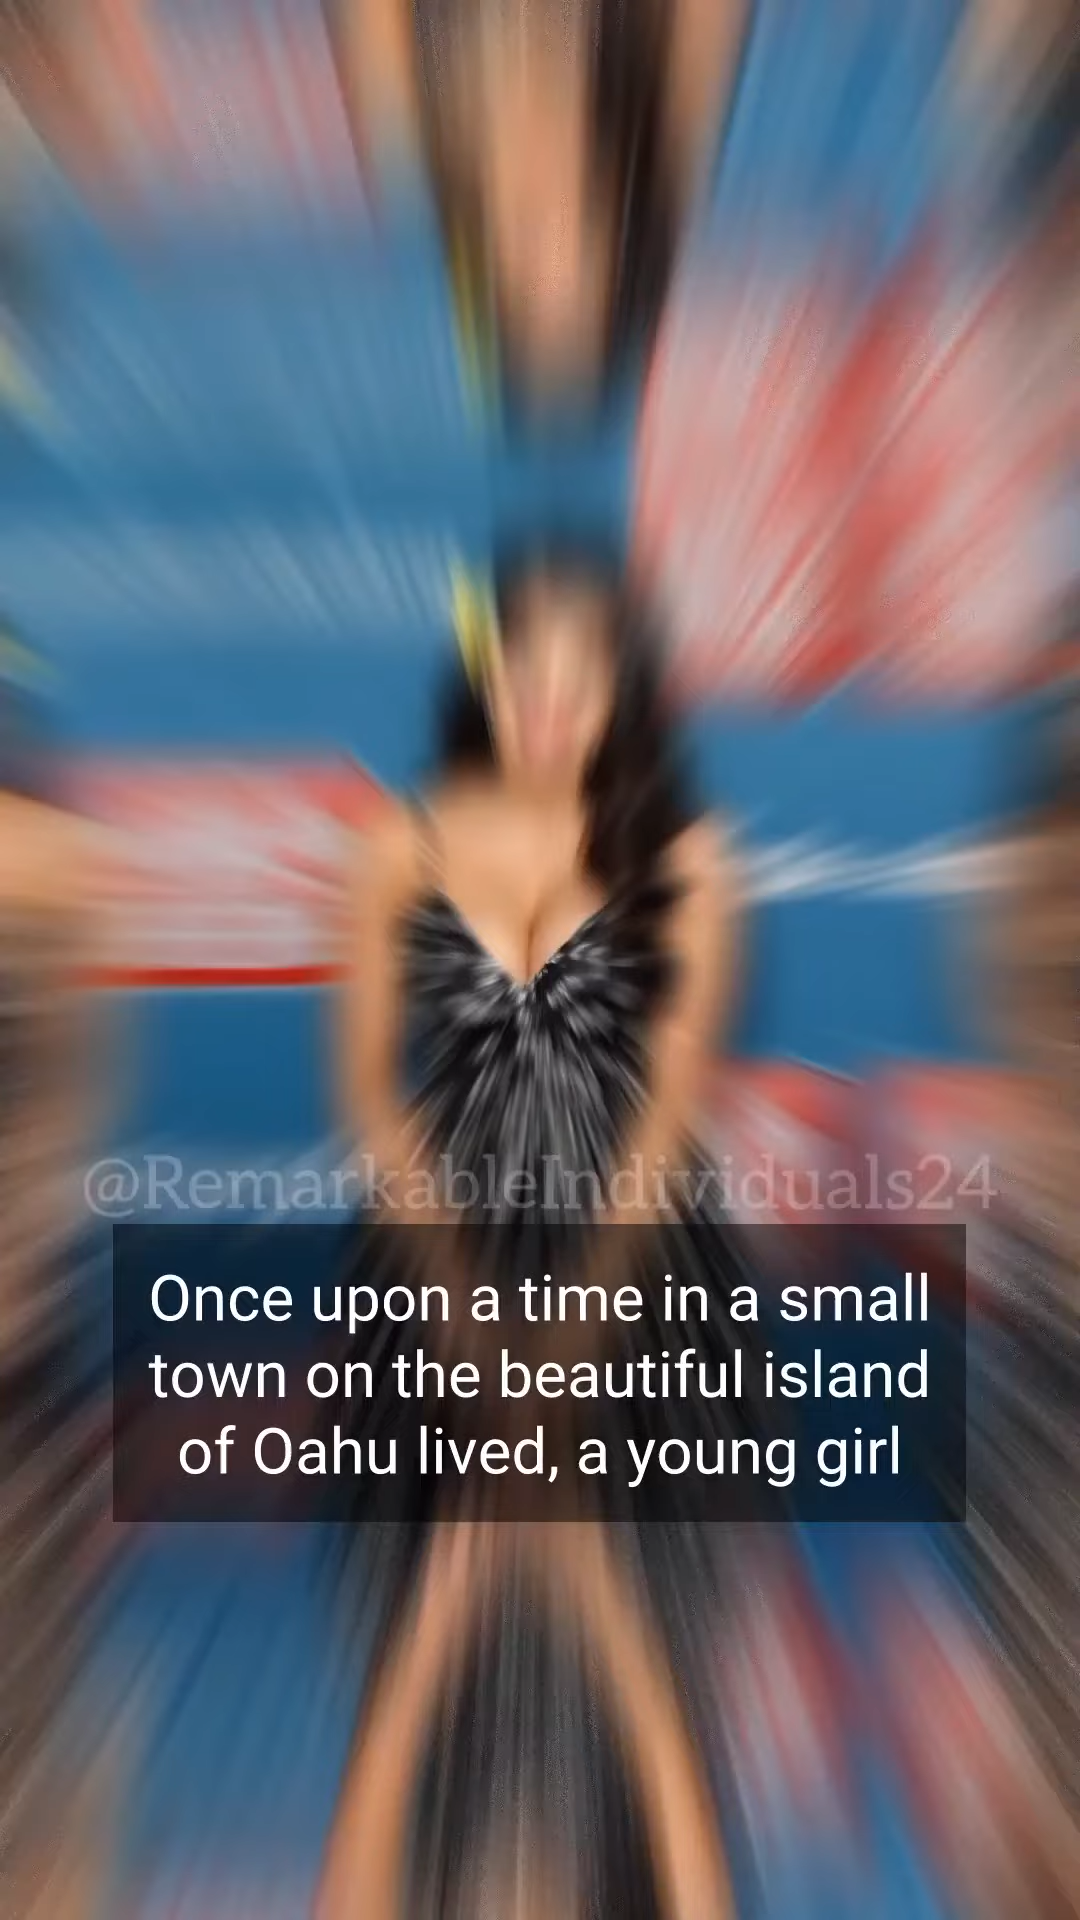 @RemarkableIndividuals24
Once upon a time in a small
town on the beautiful island
of Oahu lived, a young girl